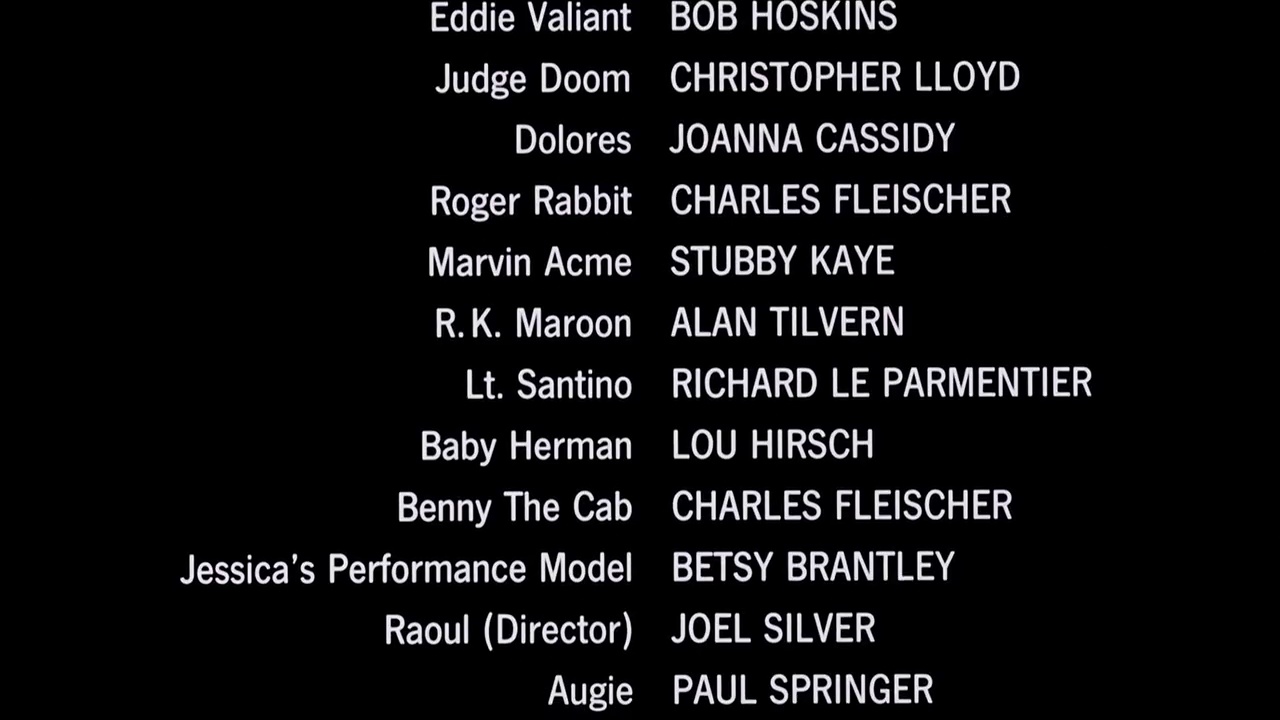 Eddie Valiant BOB HOSKINS
Judge Doom CHRISTOPHER LLOYD
Dolores JOANNA CASSIDY
Roger Rabbit CHARLES FLEISCHER
Marvin Acme STUBBY KAYE
R. K. Maroon ALAN TILVERN
Lt. Santino RICHARD LE PARMENTIER
Baby Herman LOU HIRSCH
Benny The Cab CHARLES FLEISCHER
Jessica's Performance Model BETSY BRANTLEY
Raoul (Director) JOEL SILVER
Augie PAUL SPRINGER